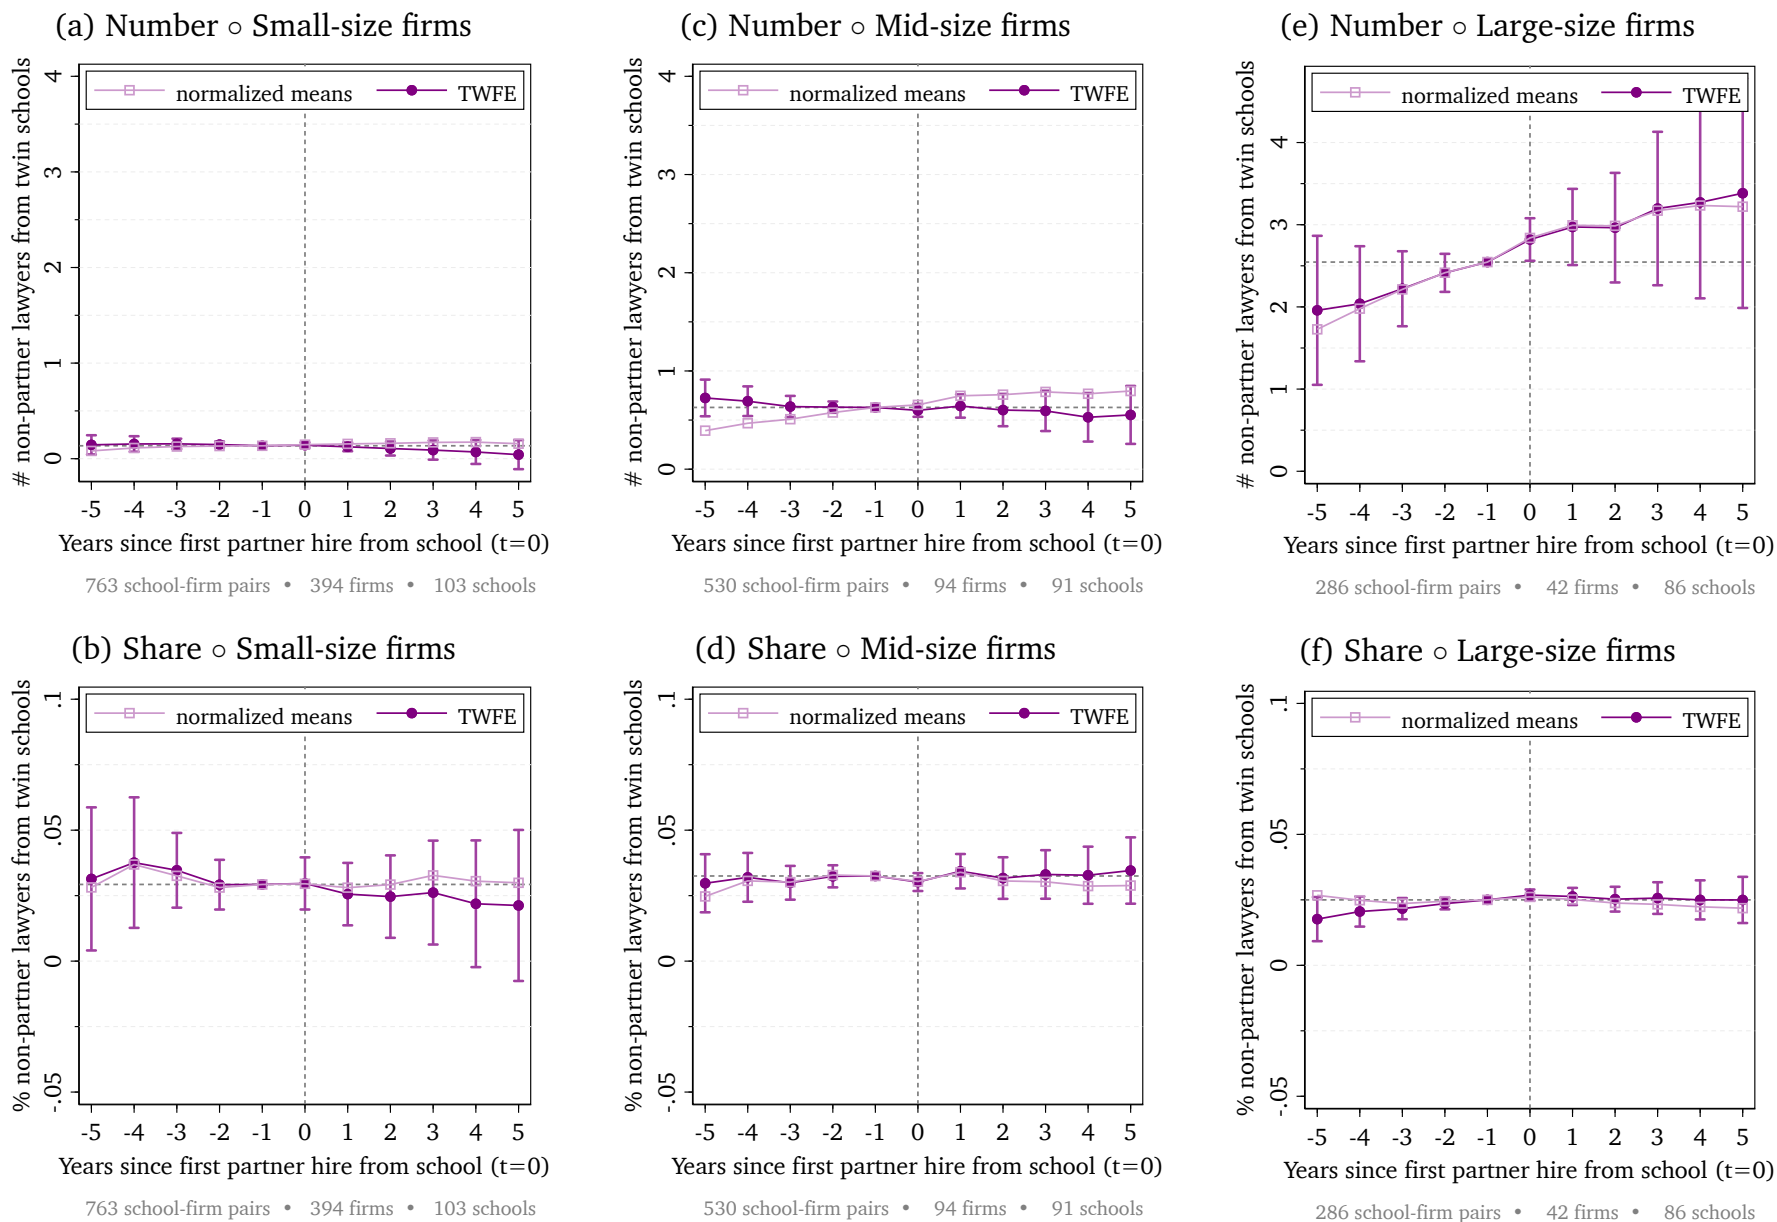 (a) Number ∘ Small-size firms
normalized means TWFE
# non-partner lawyers from twin schools
4
3
2
1
0
-5 -4 -3 -2 -1 0 1 2 3 4 5
Years since first partner hire from school (t=0)
763 school-firm pairs • 394 firms • 103 schools
(c) Number ∘ Mid-size firms
normalized means TWFE
# non-partner lawyers from twin schools
4
3
2
1
0
-5 -4 -3 -2 -1 0 1 2 3 4 5
Years since first partner hire from school (t=0)
530 school-firm pairs • 94 firms • 91 schools
(e) Number ∘ Large-size firms
normalized means TWFE
# non-partner lawyers from twin schools
4
3
2
1
0
-5 -4 -3 -2 -1 0 1 2 3 4 5
Years since first partner hire from school (t=0)
286 school-firm pairs • 42 firms • 86 schools
(b) Share ∘ Small-size firms
normalized means TWFE
% non-partner lawyers from twin schools
.1
.05
0
-.05
-5 -4 -3 -2 -1 0 1 2 3 4 5
Years since first partner hire from school (t=0)
763 school-firm pairs • 394 firms • 103 schools
(d) Share ∘ Mid-size firms
normalized means TWFE
% non-partner lawyers from twin schools
.1
.05
0
-.05
-5 -4 -3 -2 -1 0 1 2 3 4 5
Years since first partner hire from school (t=0)
530 school-firm pairs • 94 firms • 91 schools
(f) Share ∘ Large-size firms
normalized means TWFE
% non-partner lawyers from twin schools
.1
.05
0
-.05
-5 -4 -3 -2 -1 0 1 2 3 4 5
Years since first partner hire from school (t=0)
286 school-firm pairs • 42 firms • 86 schools